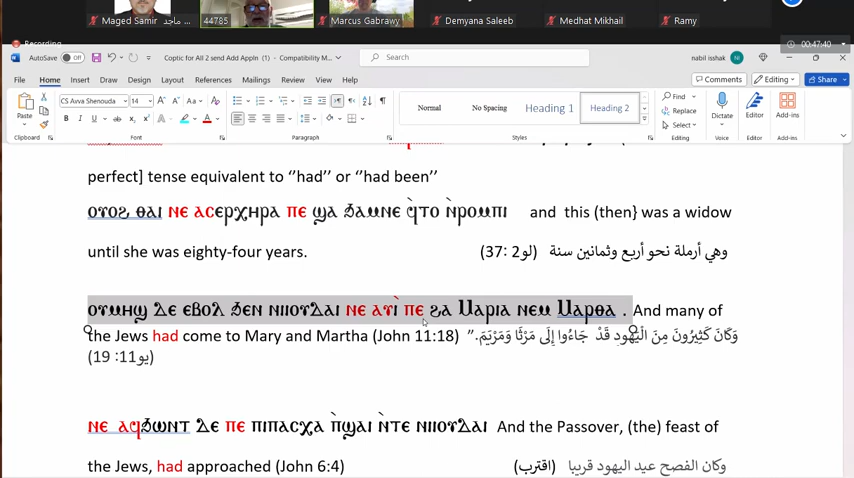 Maged Samir ماجد ...
44785
Marcus Gabrawy
Demyana Saleeb
Medhat Mikhail
Ramy
Recording
00:47:40
AutoSave Off
Coptic for All 2 send Add Appln (1) - Compatibility M...
Search
nabil isshak
NI
File Home Insert Draw Design Layout References Mailings Review View Help
Comments
Editing
Share
CS Avva Shenouda 14
Paste
Normal
No Spacing
Heading 1
Heading 2
Find
Replace
Select
Dictate
Editor
Add-ins
Clipboard
Font
Paragraph
Styles
Editing
Voice
Editor
Add-ins
perfect] tense equivalent to ‘’had’’ or ‘’had been’’
ⲟⲩⲟϩ ⲑⲁⲓ ⲛⲉ ⲁⲥⲉⲣⲭⲏⲣⲁ ⲡⲉ ϣⲁ ϧⲁⲙⲛⲉ ϥ̀ⲧⲟ ⲛ̀ⲣⲟⲙⲡⲓ and this (then} was a widow
until she was eighty-four years. (لو2 :37) وهي أرملة نحو أربع وثمانين سنة
ⲟⲩⲙⲏϣ ⲇⲉ ⲉⲃⲟⲗ ϧⲉⲛ ⲛⲓⲓⲟⲩⲇⲁⲓ ⲛⲉ ⲁⲩⲓ̀ ⲡⲉ ϩⲁ Ⲙⲁⲣⲓⲁ ⲛⲉⲙ Ⲙⲁⲣⲑⲁ . And many of
the Jews had come to Mary and Martha (John 11:18) "وَكَانَ كَثِيرُونَ مِنَ الْيَهُودِ قَدْ جَاءُوا إِلَى مَرْثَا وَمَرْيَمَ."
(يو11: 19)
ⲛⲉ ⲁϥϧⲱⲛⲧ ⲇⲉ ⲡⲉ ⲡⲓⲡⲁⲥⲭⲁ ⲡ̀ϣⲁⲓ ⲛ̀ⲧⲉ ⲛⲓⲓⲟⲩⲇⲁⲓ And the Passover, (the) feast of
the Jews, had approached (John 6:4) وكان الفصح عيد اليهود قريبا (اقترب)